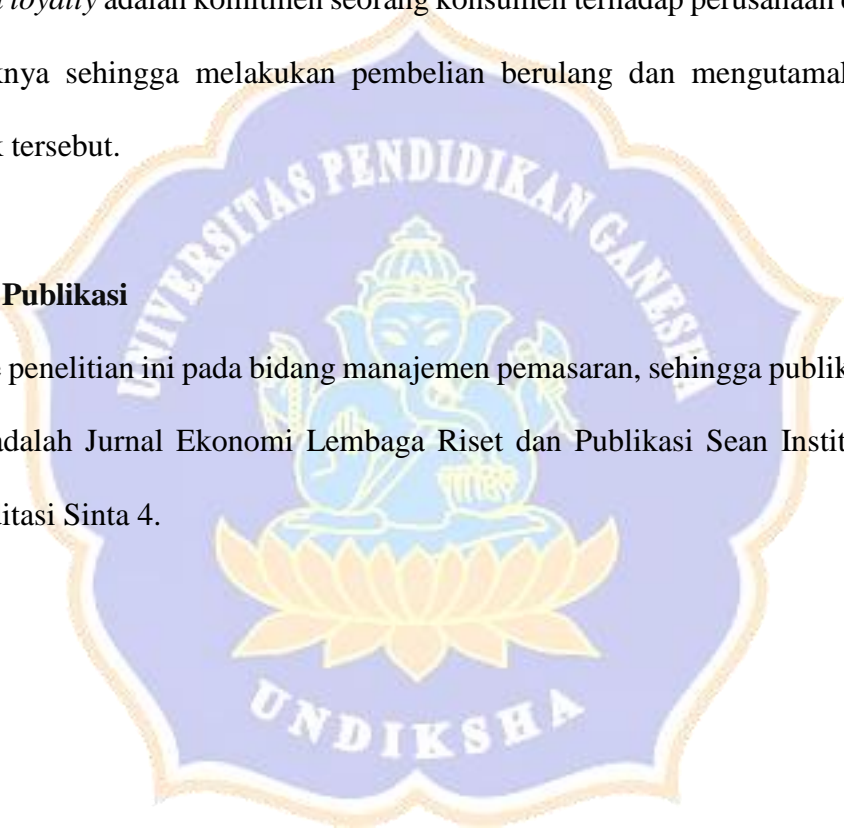 loyalty adalah komitmen seorang konsumen terhadap perusahaan
knya sehingga melakukan pembelian berulang dan mengutamal
tersebut.
UNIVERSITAS PENDIDIKAN GANESHA
Publikasi
penelitian ini pada bidang manajemen pemasaran, sehingga publik
adalah Jurnal Ekonomi Lembaga Riset dan Publikasi Sean Instit
itasi Sinta 4.
UNDIKSHA